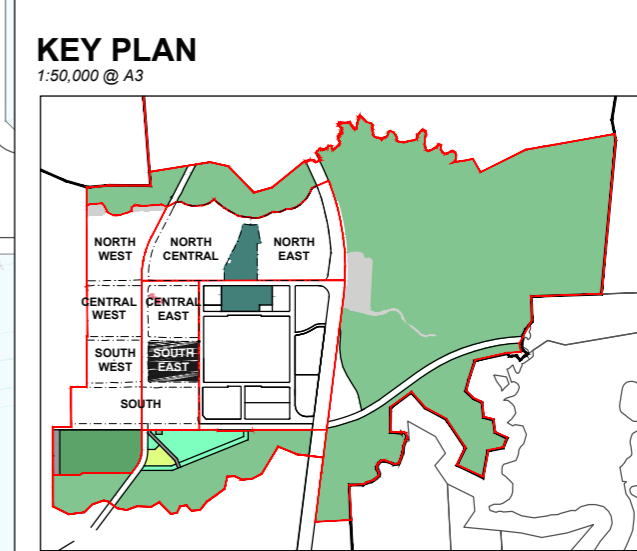 KEY PLAN
1:50,000 @ A3
NORTH
WEST
NORTH
CENTRAL
NORTH
EAST
CENTRAL
WEST
CENTRAL
EAST
SOUTH
WEST
SOUTH
EAST
SOUTH